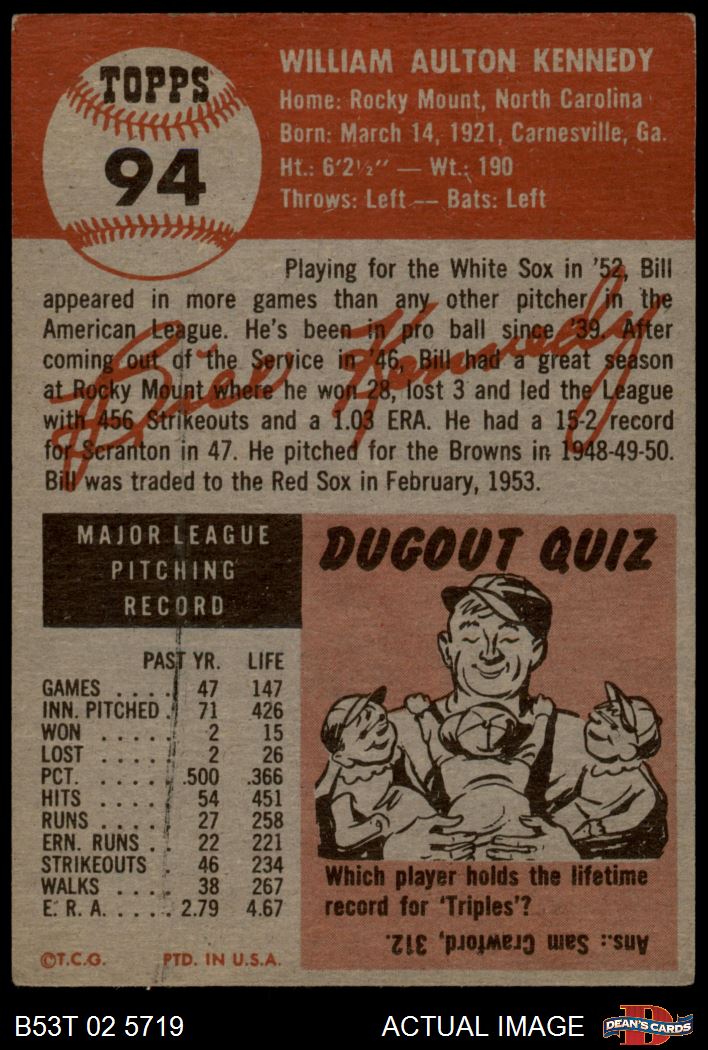 TOPPS
94
WILLIAM AULTON KENNEDY
Home: Rocky Mount, North Carolina
Born: March 14, 1921, Carnesville, Ga.
Ht.: 6'2½" — Wt.: 190
Throws: Left — Bats: Left
Playing for the White Sox in '52, Bill
appeared in more games than any other pitcher in the
American League. He's been in pro ball since '39. After
coming out of the Service in '46, Bill had a great season
at Rocky Mount where he won 28, lost 3 and led the League
with 456 Strikeouts and a 1.03 ERA. He had a 15-2 record
for Scranton in 47. He pitched for the Browns in 1948-49-50.
Bill was traded to the Red Sox in February, 1953.
Bill Kennedy
MAJOR LEAGUE
PITCHING
RECORD
PAST YR. LIFE
GAMES .... 47 147
INN. PITCHED . 71 426
WON ..... 2 15
LOST ..... 2 26
PCT. ..... .500 .366
HITS ..... 54 451
RUNS ..... 27 258
ERN. RUNS .. 22 221
STRIKEOUTS . 46 234
WALKS .... 38 267
E. R. A. ..... 2.79 4.67
©T.C.G. PTD. IN U.S.A.
DUGOUT QUIZ
Which player holds the lifetime
record for 'Triples'?
Ans.: Sam Crawford, 312.
B53T 02 5719 ACTUAL IMAGE D DEAN'S CARDS